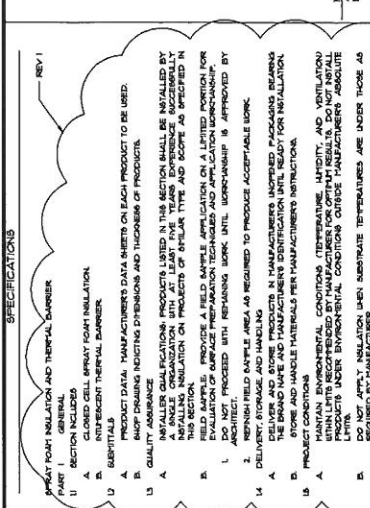 SPECIFICATIONS
REV 1
SPRAY FOAM INSULATION AND THERMAL BARRIER
PART 1 GENERAL
1.1 SECTION INCLUDES
A. CLOSED CELL SPRAY FOAM INSULATION.
B. INTUMESCENT THERMAL BARRIER.
1.2 SUBMITTALS
A. PRODUCT DATA: MANUFACTURER'S DATA SHEETS ON EACH PRODUCT TO BE USED.
B. SHOP DRAWING INDICTING DIMENSIONS AND THICKNESS OF PRODUCTS.
1.3 QUALITY ASSURANCE
A. INSTALLER QUALIFICATIONS: PRODUCTS LISTED IN THIS SECTION SHALL BE INSTALLED BY
A SINGLE ORGANIZATION WITH AT LEAST FIVE YEARS EXPERIENCE SUCCESSFULLY
INSTALLING INSULATION ON PROJECTS OF SIMILAR TYPE AND SCOPE AS SPECIFIED IN
THIS SECTION.
B. FIELD SAMPLE: PROVIDE A FIELD SAMPLE APPLICATION ON A LIMITED PORTION FOR
EVALUATION OF SURFACE PREPARATION TECHNIQUES AND APPLICATION WORKMANSHIP.
1. DO NOT PROCEED WITH REMAINING WORK UNTIL WORKMANSHIP IS APPROVED BY
ARCHITECT.
2. REFINISH FIELD SAMPLE AREA AS REQUIRED TO PRODUCE ACCEPTABLE WORK.
1.4 DELIVERY, STORAGE, AND HANDLING
A. DELIVER AND STORE PRODUCTS IN MANUFACTURER'S UNOPENED PACKAGING BEARING
THE BRAND NAME AND MANUFACTURER'S IDENTIFICATION UNTIL READY FOR INSTALLATION.
B. STORE AND HANDLE MATERIALS PER MANUFACTURER'S INSTRUCTIONS.
1.5 PROJECT CONDITIONS
A. MAINTAIN ENVIRONMENTAL CONDITIONS (TEMPERATURE, HUMIDITY, AND VENTILATION)
WITHIN LIMITS RECOMMENDED BY MANUFACTURER FOR OPTIMUM RESULTS. DO NOT INSTALL
PRODUCTS UNDER ENVIRONMENTAL CONDITIONS OUTSIDE MANUFACTURER'S ABSOLUTE
LIMITS.
B. DO NOT APPLY INSULATION WHEN SUBSTRATE TEMPERATURES ARE UNDER THOSE AS
REQUIRED BY MANUFACTURER.